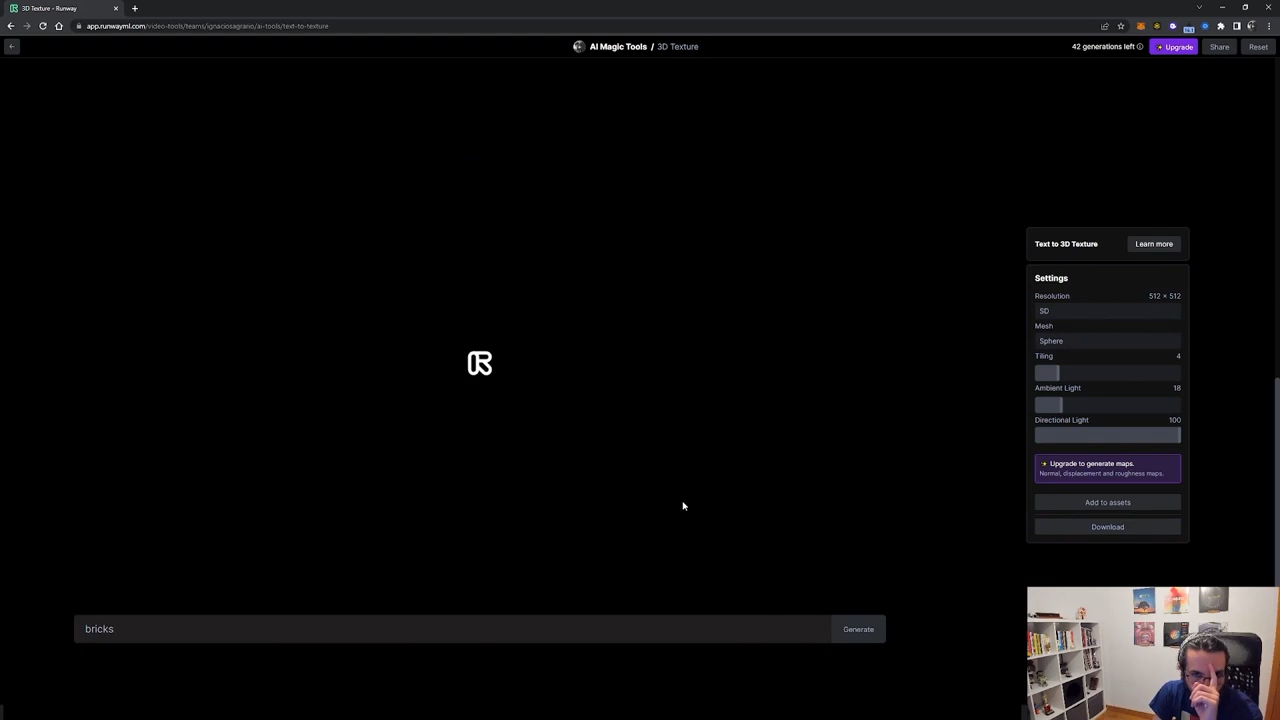 3D Texture - Runway
app.runwayml.com/video-tools/teams/ignaciosagrario/ai-tools/text-to-texture
AI Magic Tools / 3D Texture
42 generations left
Upgrade
Share
Reset
Text to 3D Texture
Learn more
Settings
Resolution 512 × 512
SD
Mesh
Sphere
Tiling 4
Ambient Light 18
Directional Light 100
Upgrade to generate maps.
Normal, displacement and roughness maps.
Add to assets
Download
bricks
Generate